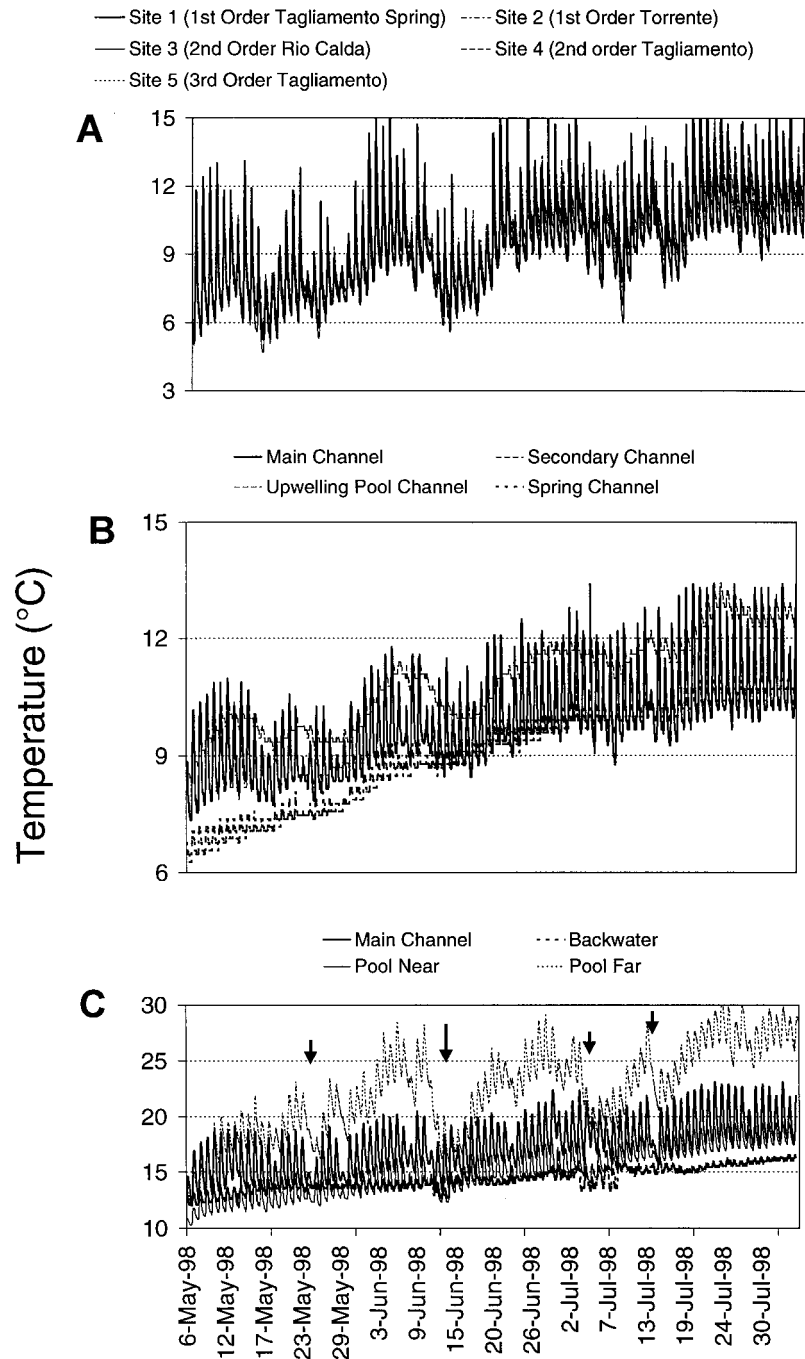 Site 1 (1st Order Tagliamento Spring) Site 2 (1st Order Torrente)
Site 3 (2nd Order Rio Calda) Site 4 (2nd order Tagliamento)
Site 5 (3rd Order Tagliamento)
A
15
12
9
6
3
Main Channel Secondary Channel
Upwelling Pool Channel Spring Channel
B
15
12
9
6
Temperature (°C)
Main Channel Backwater
Pool Near Pool Far
C
30
25
20
15
10
6-May-98
12-May-98
17-May-98
23-May-98
29-May-98
3-Jun-98
9-Jun-98
15-Jun-98
20-Jun-98
26-Jun-98
2-Jul-98
7-Jul-98
13-Jul-98
19-Jul-98
24-Jul-98
30-Jul-98